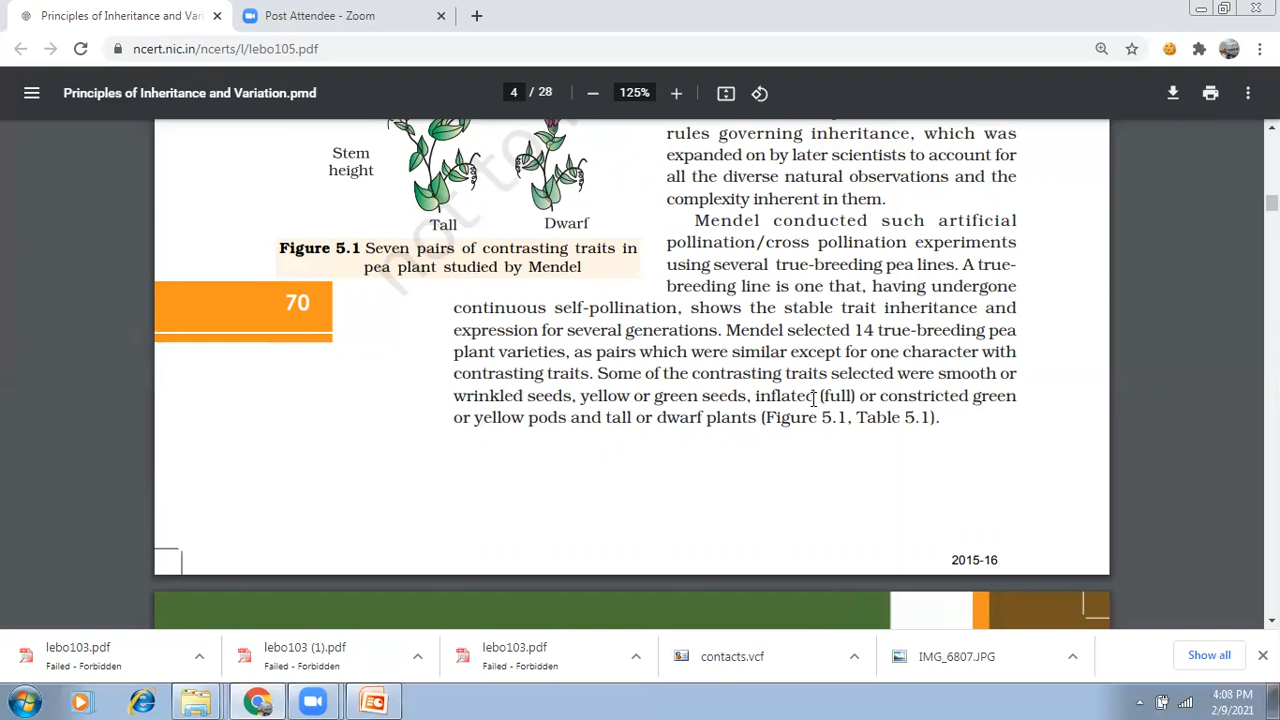 Principles of Inheritance and Vari
Post Attendee - Zoom
ncert.nic.in/ncerts/l/lebo105.pdf
Principles of Inheritance and Variation.pmd
4 / 28
125%
Stem
height
Tall
Dwarf
Figure 5.1 Seven pairs of contrasting traits in
pea plant studied by Mendel
70
rules governing inheritance, which was
expanded on by later scientists to account for
all the diverse natural observations and the
complexity inherent in them.
Mendel conducted such artificial
pollination/cross pollination experiments
using several true-breeding pea lines. A true-
breeding line is one that, having undergone
continuous self-pollination, shows the stable trait inheritance and
expression for several generations. Mendel selected 14 true-breeding pea
plant varieties, as pairs which were similar except for one character with
contrasting traits. Some of the contrasting traits selected were smooth or
wrinkled seeds, yellow or green seeds, inflated (full) or constricted green
or yellow pods and tall or dwarf plants (Figure 5.1, Table 5.1).
2015-16
lebo103.pdf
Failed - Forbidden
lebo103 (1).pdf
Failed - Forbidden
lebo103.pdf
Failed - Forbidden
contacts.vcf
IMG_6807.JPG
Show all
4:08 PM
2/9/2021